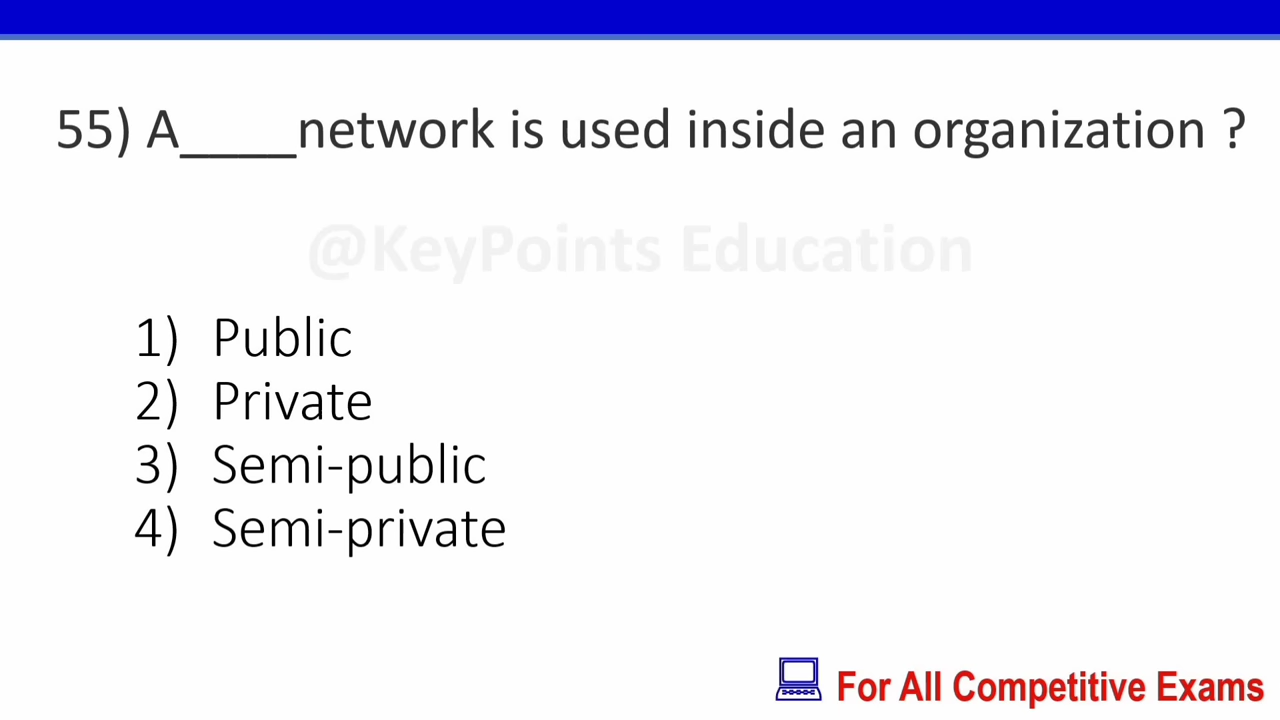 55) A____network is used inside an organization ?
@KeyPoints Education
1) Public
2) Private
3) Semi-public
4) Semi-private
For All Competitive Exams